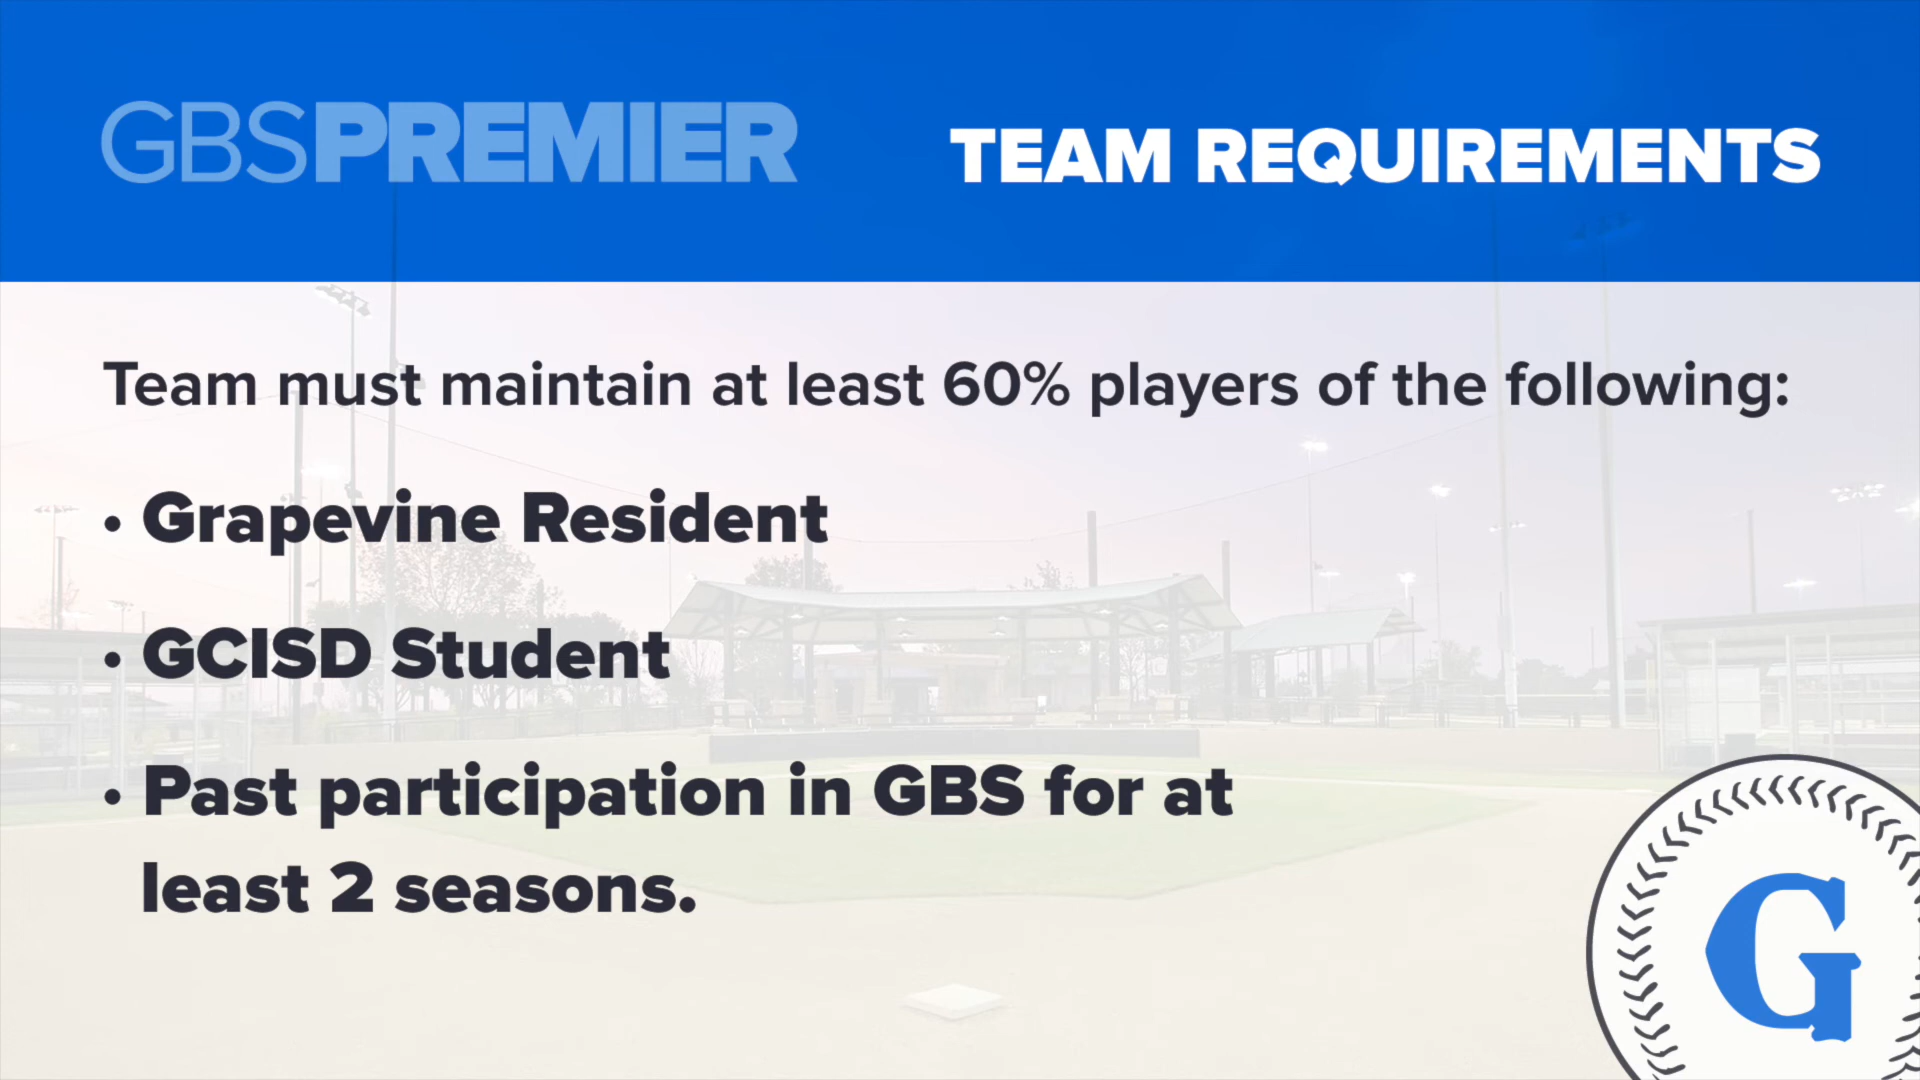 GBSPREMIER
TEAM REQUIREMENTS
Team must maintain at least 60% players of the following:
• Grapevine Resident
• GCISD Student
• Past participation in GBS for at
least 2 seasons.
G